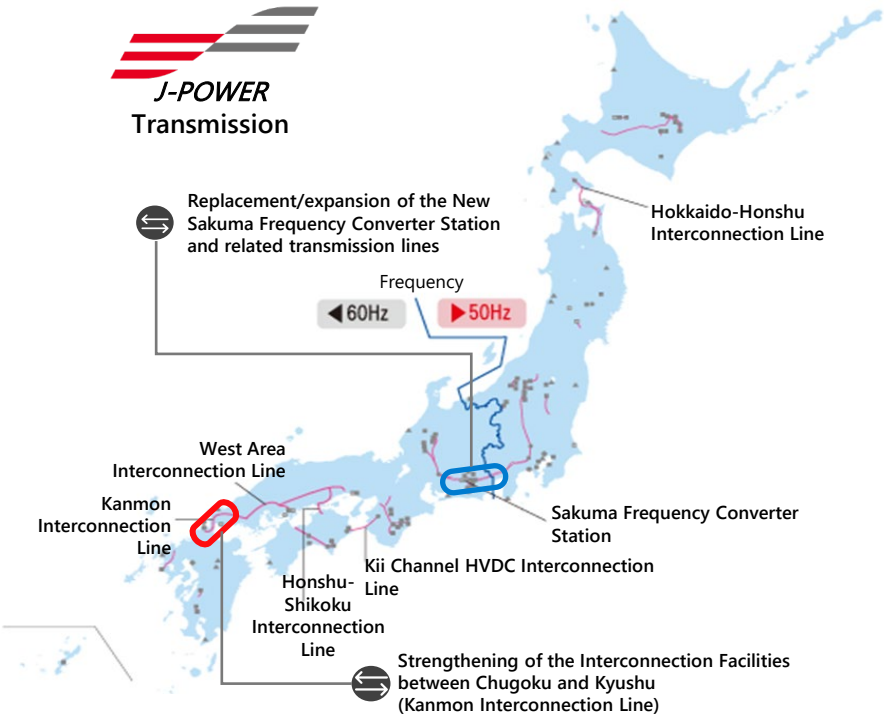 J-POWER
Transmission
Replacement/expansion of the New
Sakuma Frequency Converter Station
and related transmission lines
Hokkaido-Honshu
Interconnection Line
Frequency
◀60Hz
▶50Hz
West Area
Interconnection Line
Kanmon
Interconnection
Line
Sakuma Frequency Converter
Station
Kii Channel HVDC Interconnection
Line
Honshu-
Shikoku
Interconnection
Line
Strengthening of the Interconnection Facilities
between Chugoku and Kyushu
(Kanmon Interconnection Line)